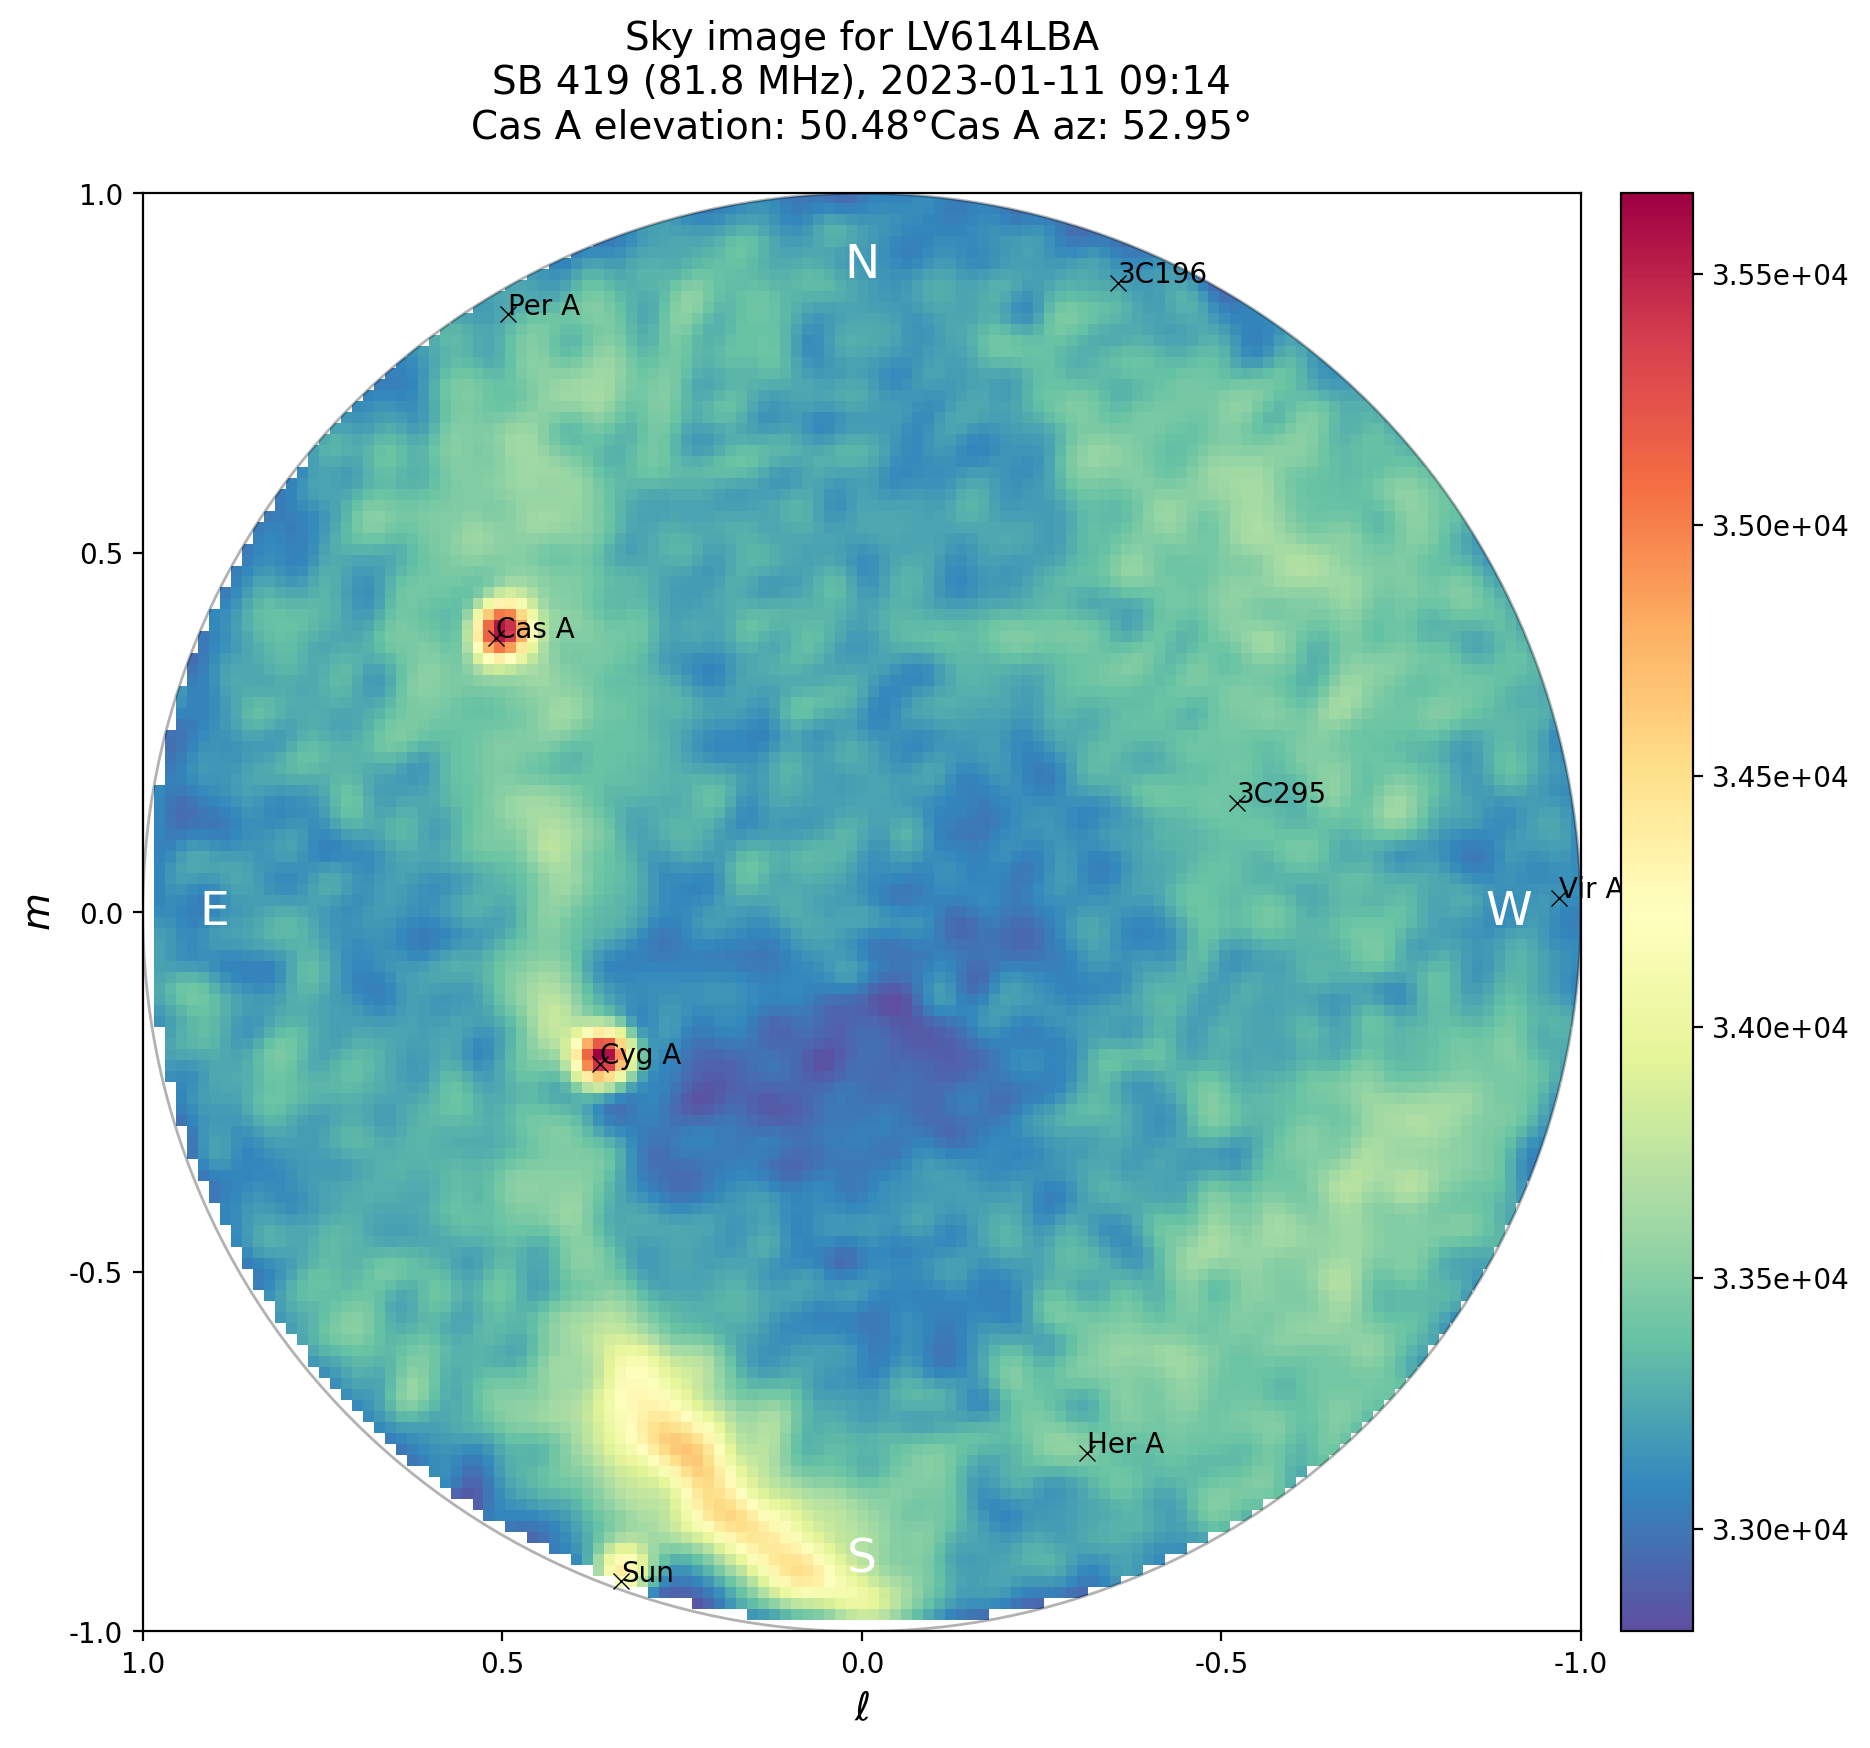 Sky image for LV614LBA
SB 419 (81.8 MHz), 2023-01-11 09:14
Cas A elevation: 50.48°Cas A az: 52.95°
1.0
0.5
0.0
-0.5
-1.0
m
N
3C196
Per A
Cas A
3C295
Vir A
E
W
Cyg A
Her A
S
Sun
1.0
0.5
0.0
-0.5
-1.0
ℓ
3.55e+04
3.50e+04
3.45e+04
3.40e+04
3.35e+04
3.30e+04